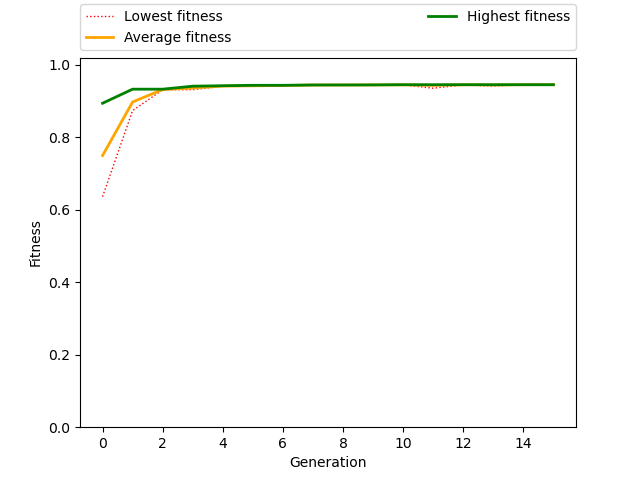 Lowest fitness
Average fitness
Highest fitness
1.0
0.8
0.6
0.4
0.2
0.0
Fitness
0 2 4 6 8 10 12 14
Generation